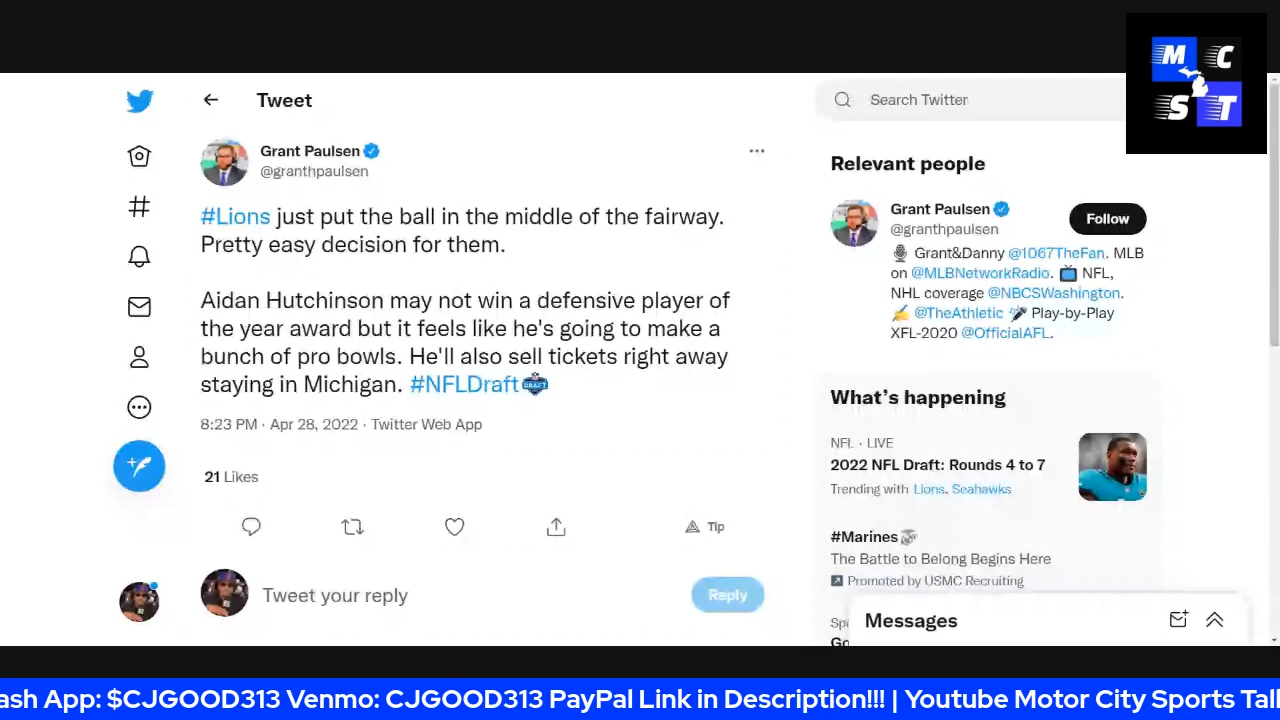 M C
S T
Tweet
Search Twitter
Grant Paulsen
@granthpaulsen
#Lions just put the ball in the middle of the fairway.
Pretty easy decision for them.
Aidan Hutchinson may not win a defensive player of
the year award but it feels like he's going to make a
bunch of pro bowls. He'll also sell tickets right away
staying in Michigan. #NFLDraft
8:23 PM · Apr 28, 2022 · Twitter Web App
21 Likes
Tip
Tweet your reply
Reply
Relevant people
Grant Paulsen
@granthpaulsen
Follow
Grant&Danny @1067TheFan. MLB
on @MLBNetworkRadio. NFL,
NHL coverage @NBCSWashington.
@TheAthletic Play-by-Play
XFL-2020 @OfficialAFL.
What's happening
NFL · LIVE
2022 NFL Draft: Rounds 4 to 7
Trending with Lions, Seahawks
#Marines
The Battle to Belong Begins Here
Promoted by USMC Recruiting
Messages
ash App: $CJGOOD313 Venmo: CJGOOD313 PayPal Link in Description!!! | Youtube Motor City Sports Tal